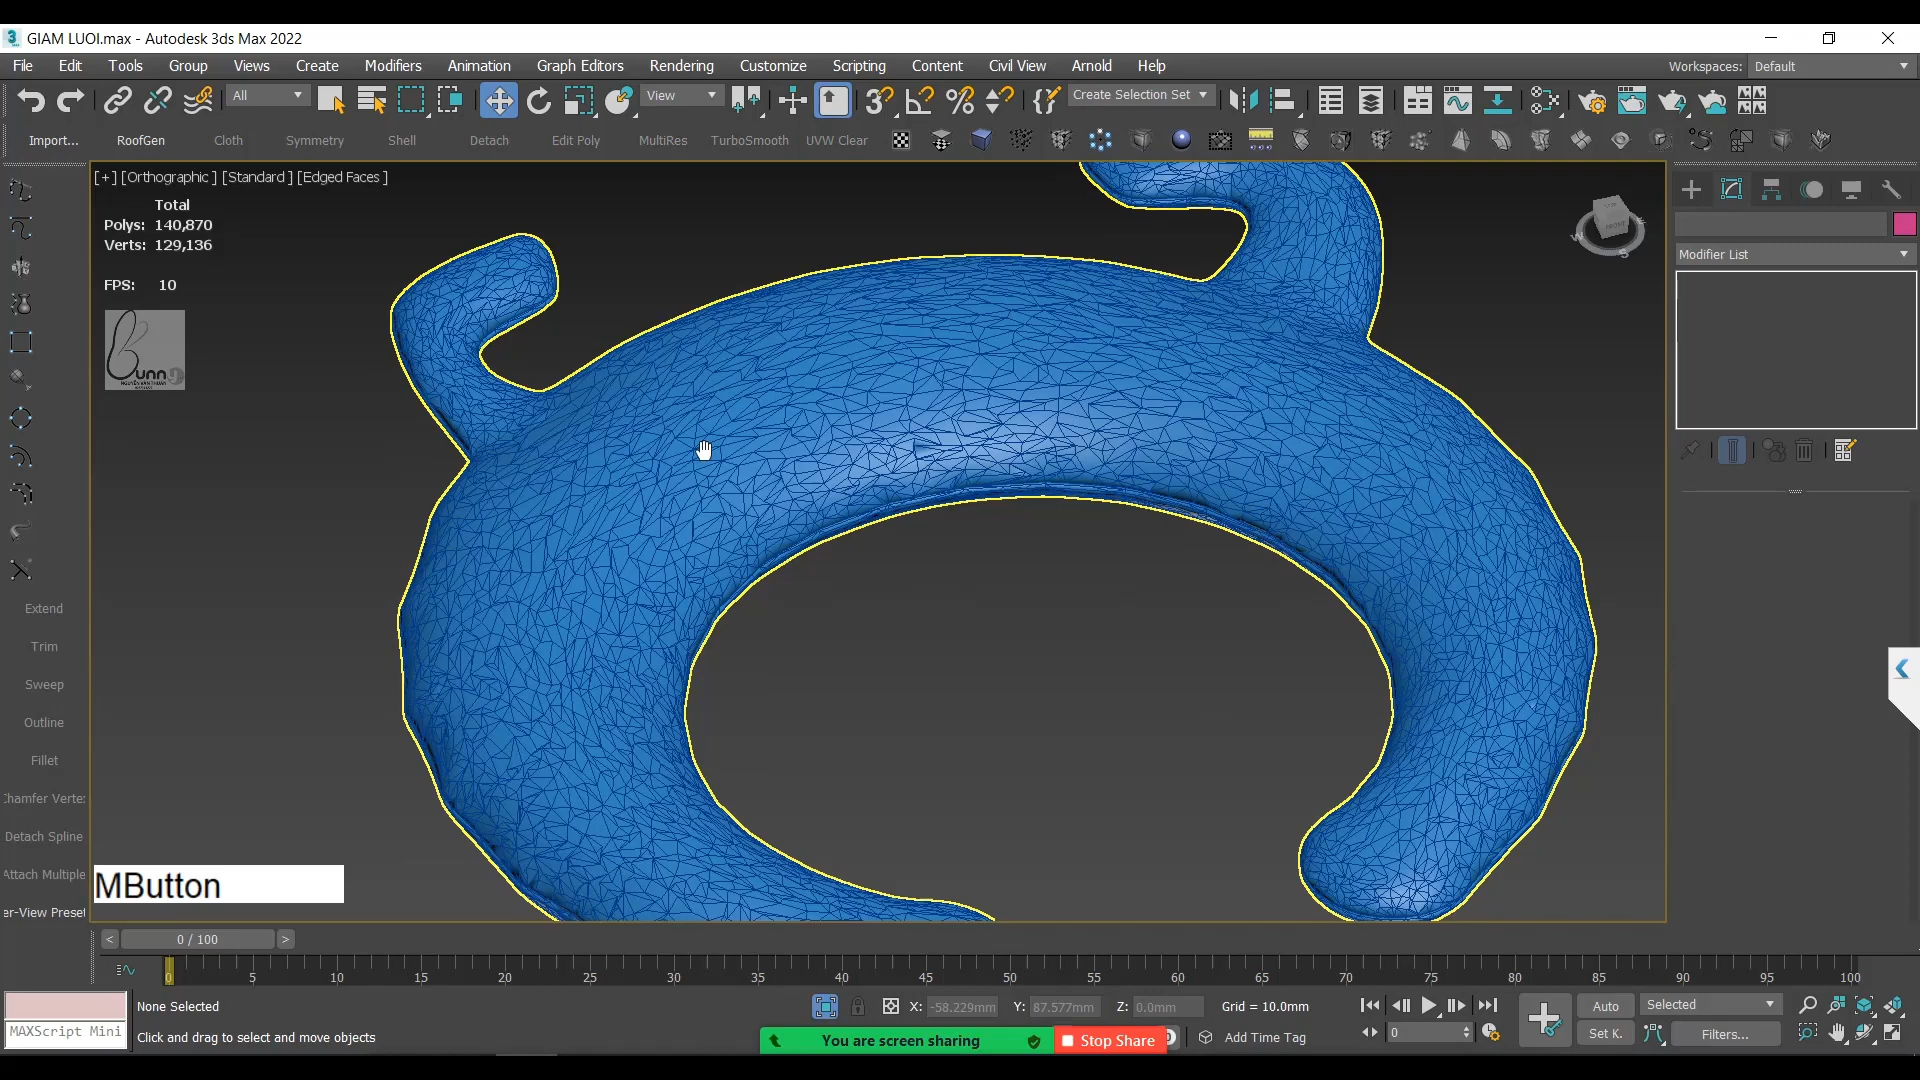 GIAM LUOI.max - Autodesk 3ds Max 2022
File Edit Tools Group Views Create Modifiers Animation Graph Editors Rendering Customize Scripting Content Civil View Arnold Help
Workspaces: Default
All
View
Create Selection Set
Import... RoofGen Cloth Symmetry Shell Detach Edit Poly MultiRes TurboSmooth UVW Clear
[+] [Orthographic ] [Standard ] [Edged Faces ]
Total
Polys: 140,870
Verts: 129,136
FPS: 10
Bunny
NGUYỄN VĂN THUẬN
Modifier List
Extend
Trim
Sweep
Outline
Fillet
Chamfer Vertex
Detach Spline
Attach Multiple
er-View Preset
MButton
< 0 / 100 >
0 5 10 15 20 25 30 35 40 45 50 55 60 65 70 75 80 85 90 95 100
None Selected
X: -58.229mm Y: 87.577mm Z: 0.0mm Grid = 10.0mm
Auto Selected
MAXScript Mini
Click and drag to select and move objects
You are screen sharing Stop Share
Add Time Tag
0
Set K. Filters...